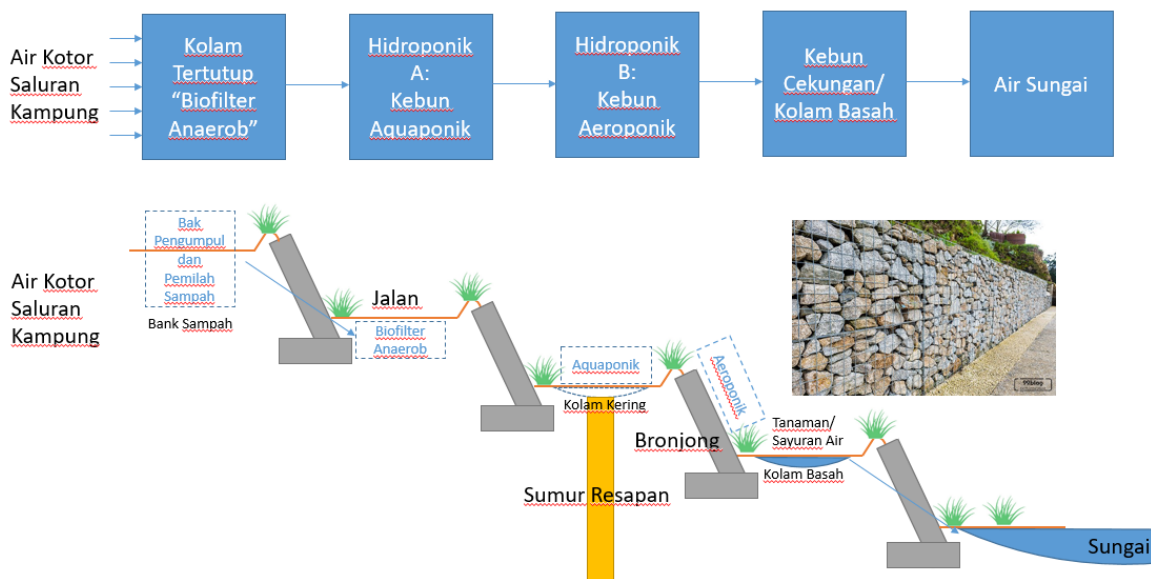 Air Kotor
Saluran
Kampung
Kolam
Tertutup
“Biofilter
Anaerob”
Hidroponik
A:
Kebun
Aquaponik
Hidroponik
B:
Kebun
Aeroponik
Kebun
Cekungan/
Kolam Basah
Air Sungai
Bak
Pengumpul
dan
Pemilah
Sampah
Bank Sampah
Air Kotor
Saluran
Kampung
Jalan
Biofilter
Anaerob
Aquaponik
Kolam Kering
Aeroponik
Bronjong
Tanaman/
Sayuran Air
Kolam Basah
Sumur Resapan
Sungai
99blog